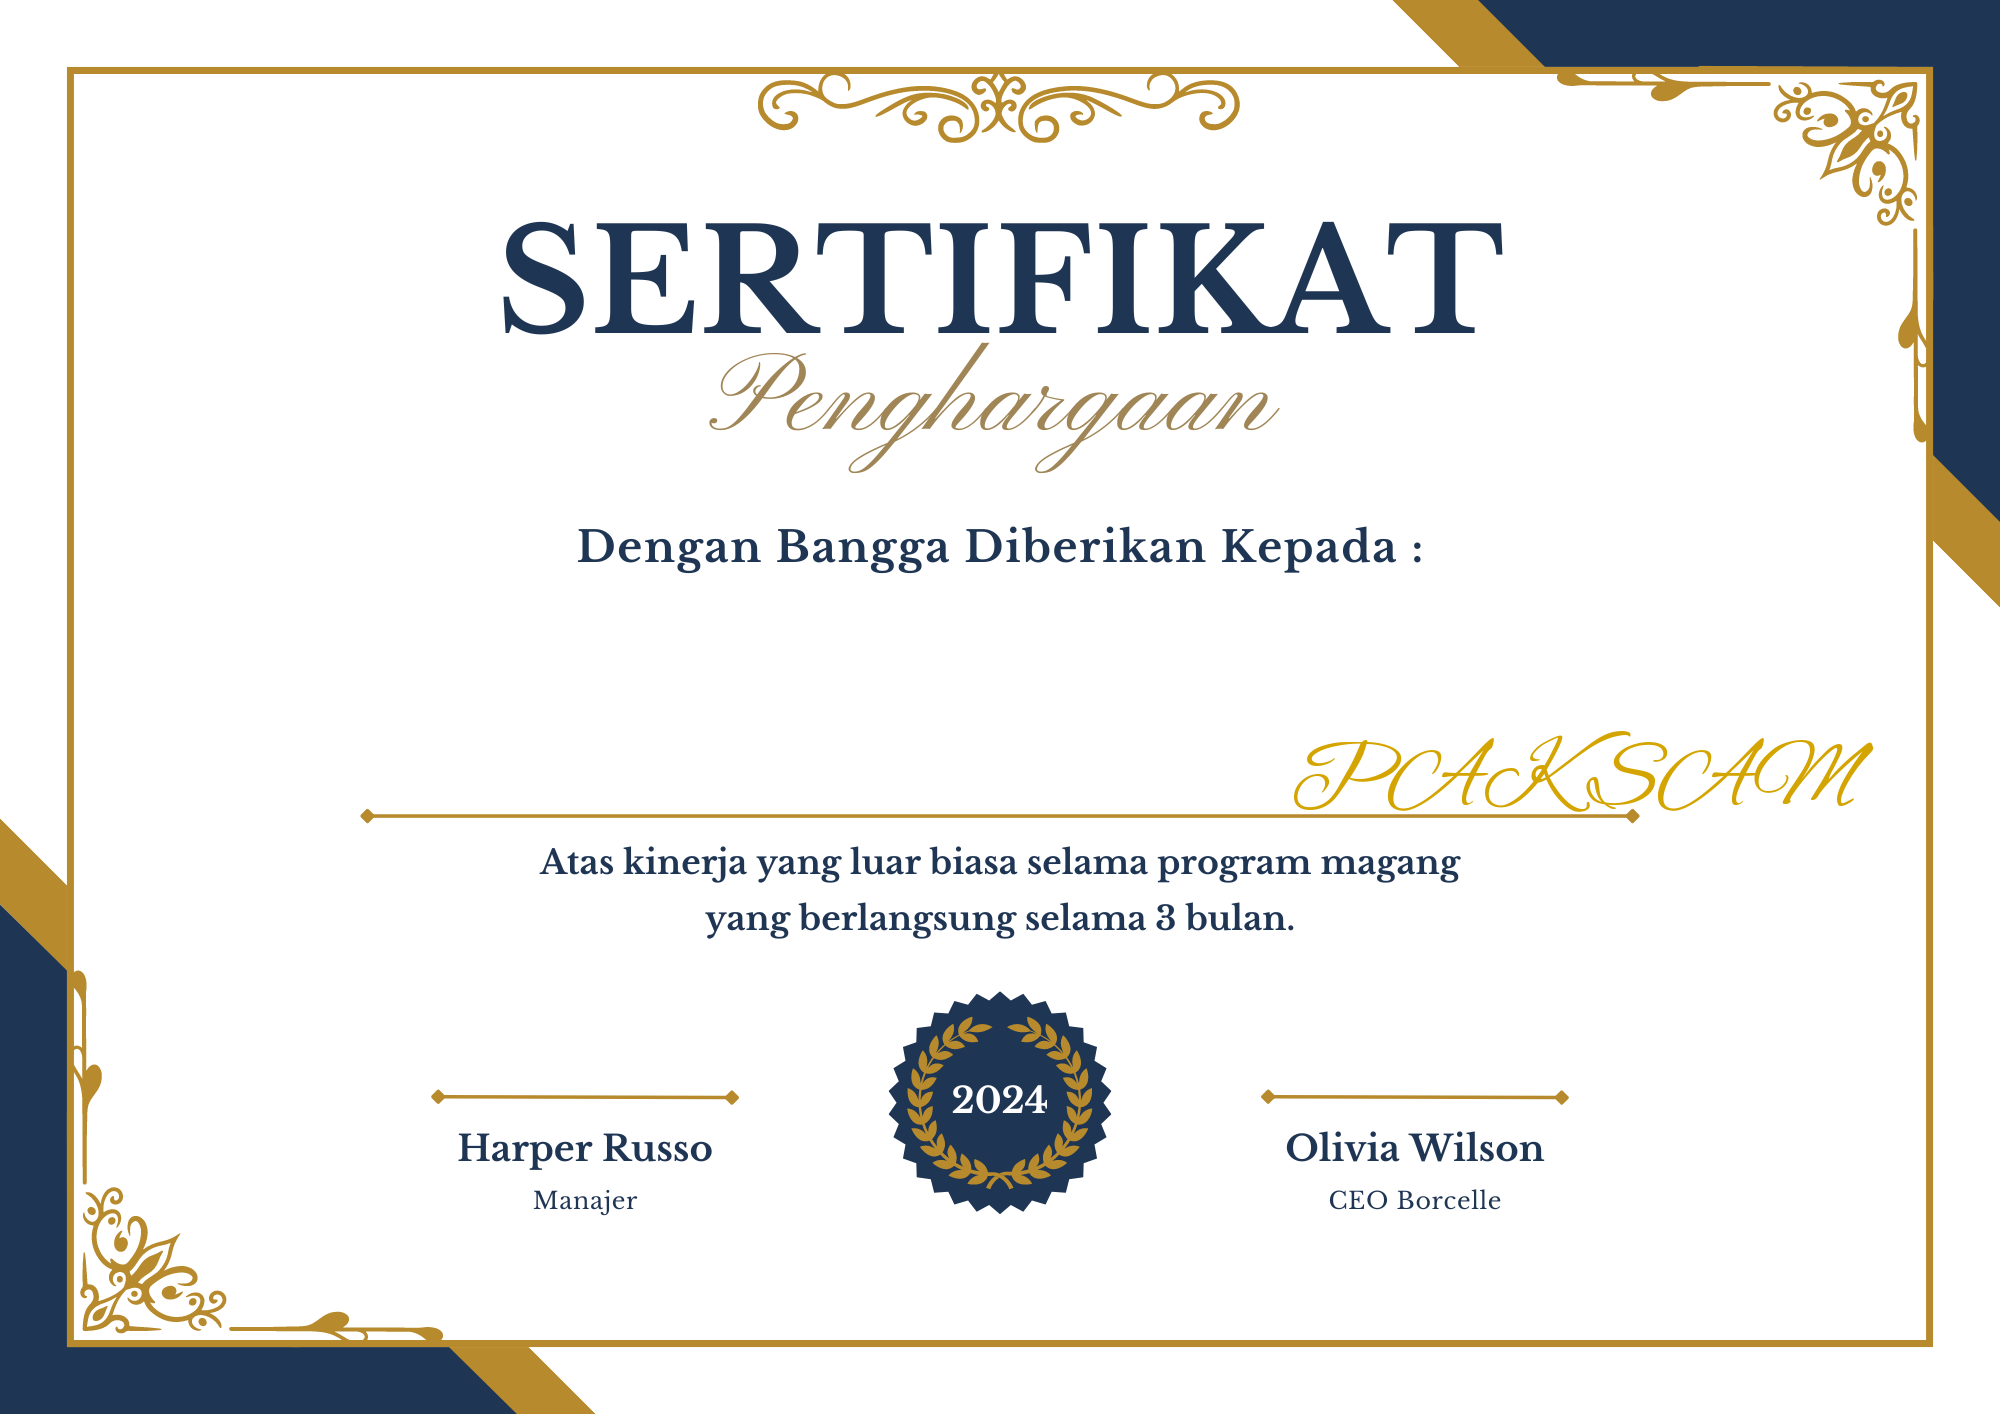 SERTIFIKAT
Penghargaan
Dengan Bangga Diberikan Kepada :
PAKSAM
Atas kinerja yang luar biasa selama program magang
yang berlangsung selama 3 bulan.
2024
Harper Russo
Manajer
Olivia Wilson
CEO Borcelle